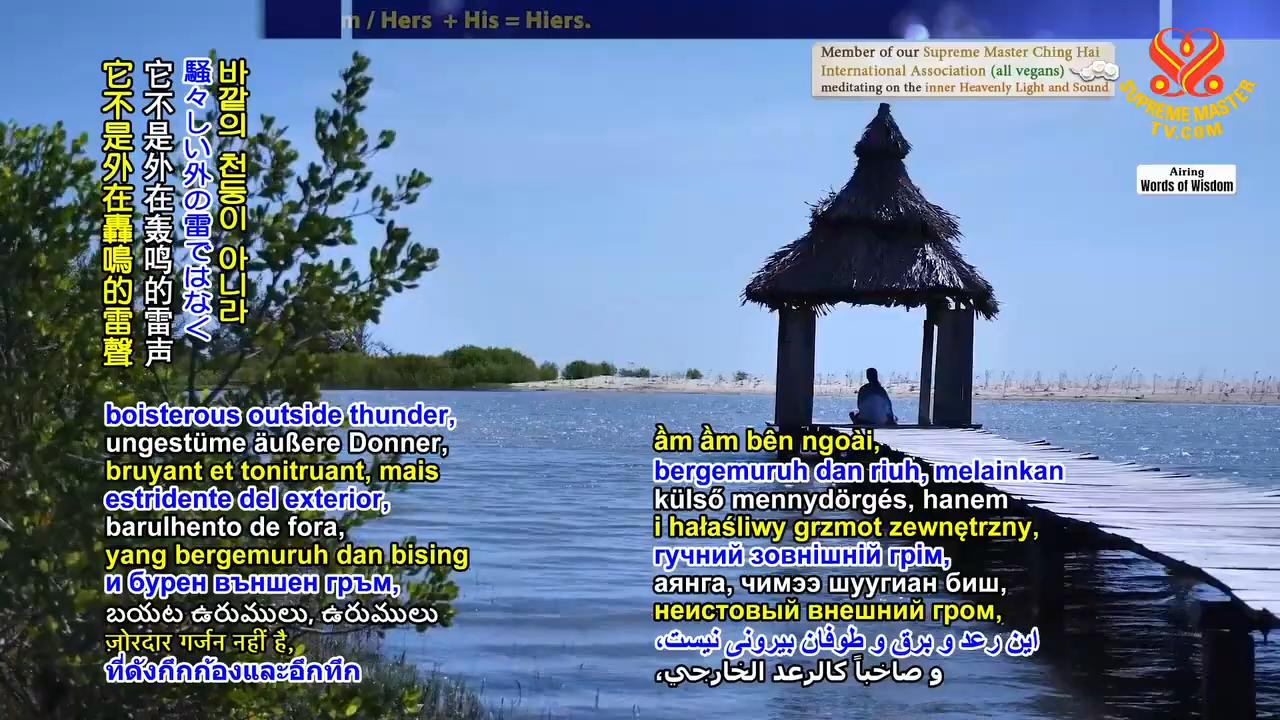 m / Hers + His = Hiers.
Member of our Supreme Master Ching Hai
International Association (all vegans)
meditating on the inner Heavenly Light and Sound
SUPREME MASTER
TV.COM
Airing
Words of Wisdom
바깥의 천둥이 아니라
騒々しい外の雷ではなく
它不是外在轰鸣的雷声
它不是外在轟鳴的雷聲
boisterous outside thunder,
ungestüme äußere Donner,
bruyant et tonitruant, mais
estridente del exterior,
barulhento de fora,
yang bergemuruh dan bising
и бурен външен гръм,
బయట ఉరుములు, ఉరుములు
ज़ोरदार गर्जन नहीं है,
ที่ดังกึกก้องและอึกทึก
ầm ầm bên ngoài,
bergemuruh dan riuh, melainkan
külső mennydörgés, hanem
i hałaśliwy grzmot zewnętrzny,
гучний зовнішній грім,
аянга, чимээ шуугиан биш,
неистовый внешний гром,
این رعد و برق و طوفان بیرونی نیست،
و صاخباً كالرعد الخارجي،